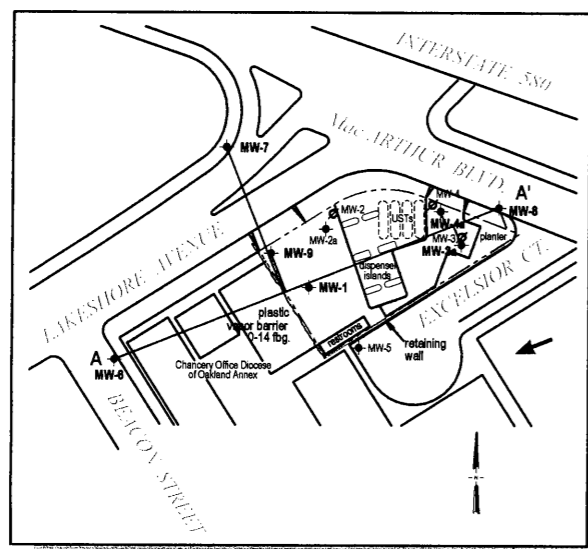 INTERSTATE 580
MacARTHUR BLVD.
MW-7
A'
MW-8
MW-4
MW-2
USTs
MW-4a
MW-2a
MW-3
planter
MW-3a
LAKESHORE AVENUE
MW-9
dispenser
islands
EXCELSIOR CT.
MW-1
plastic
vapor barrier
0-14 fbg.
restrooms
retaining
wall
A
MW-6
Chancery Office Diocese
of Oakland Annex
MW-5
BEACON STREET